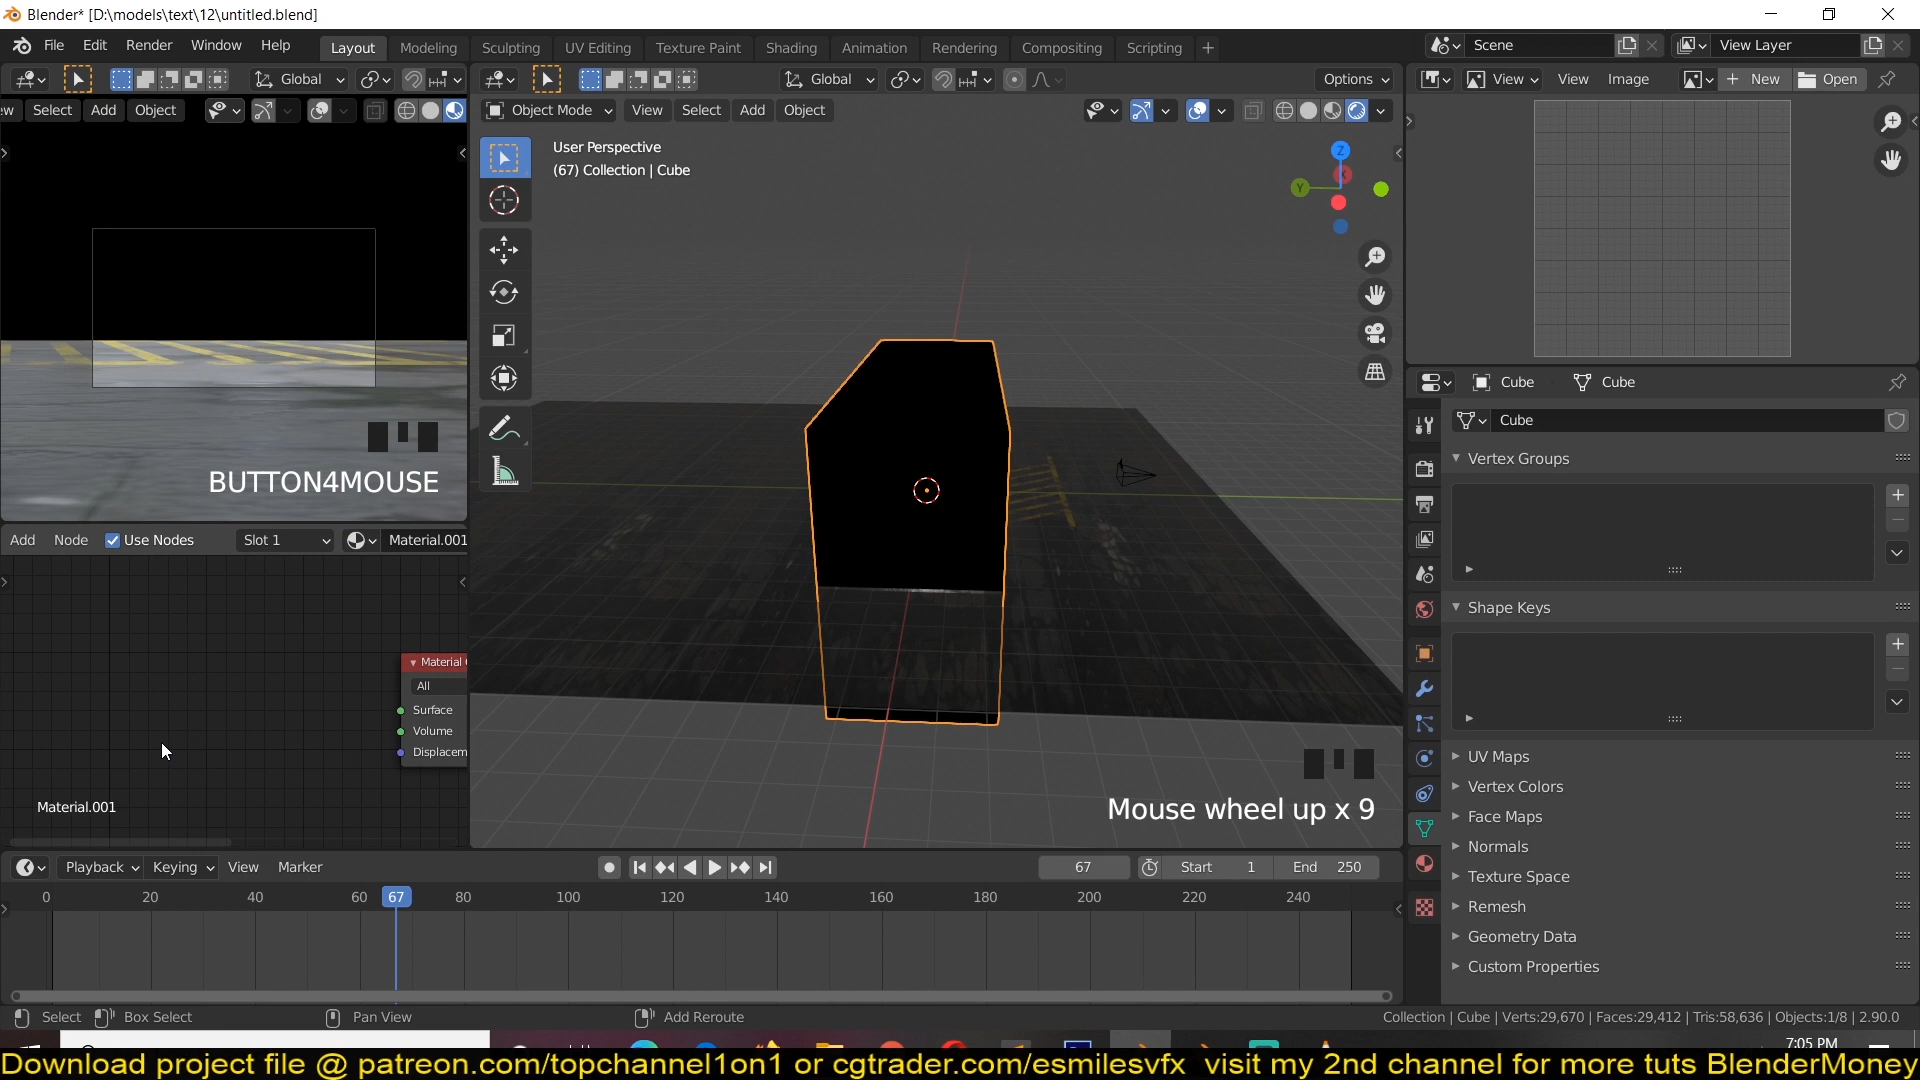 Blender* [D:\models\text\12\untitled.blend]
File Edit Render Window Help Layout Modeling Sculpting UV Editing Texture Paint Shading Animation Rendering Compositing Scripting + Scene View Layer
Global Global Options View View Image New Open
ew Select Add Object Object Mode View Select Add Object
User Perspective
(67) Collection | Cube
Z
Y
X
Cube Cube
Cube
Vertex Groups
BUTTON4MOUSE
Add Node Use Nodes Slot 1 Material.001
Shape Keys
Material
All
Surface
Volume
Displacem
Material.001
Mouse wheel up x 9
UV Maps
Vertex Colors
Face Maps
Normals
Texture Space
Remesh
Geometry Data
Custom Properties
Playback Keying View Marker 67 Start 1 End 250
0 20 40 60 67 80 100 120 140 160 180 200 220 240
Select Box Select Pan View Add Reroute Collection | Cube | Verts:29,670 | Faces:29,412 | Tris:58,636 | Objects:1/8 | 2.90.0
7:05 PM
Download project file @ patreon.com/topchannel1on1 or cgtrader.com/esmilesvfx visit my 2nd channel for more tuts BlenderMoney